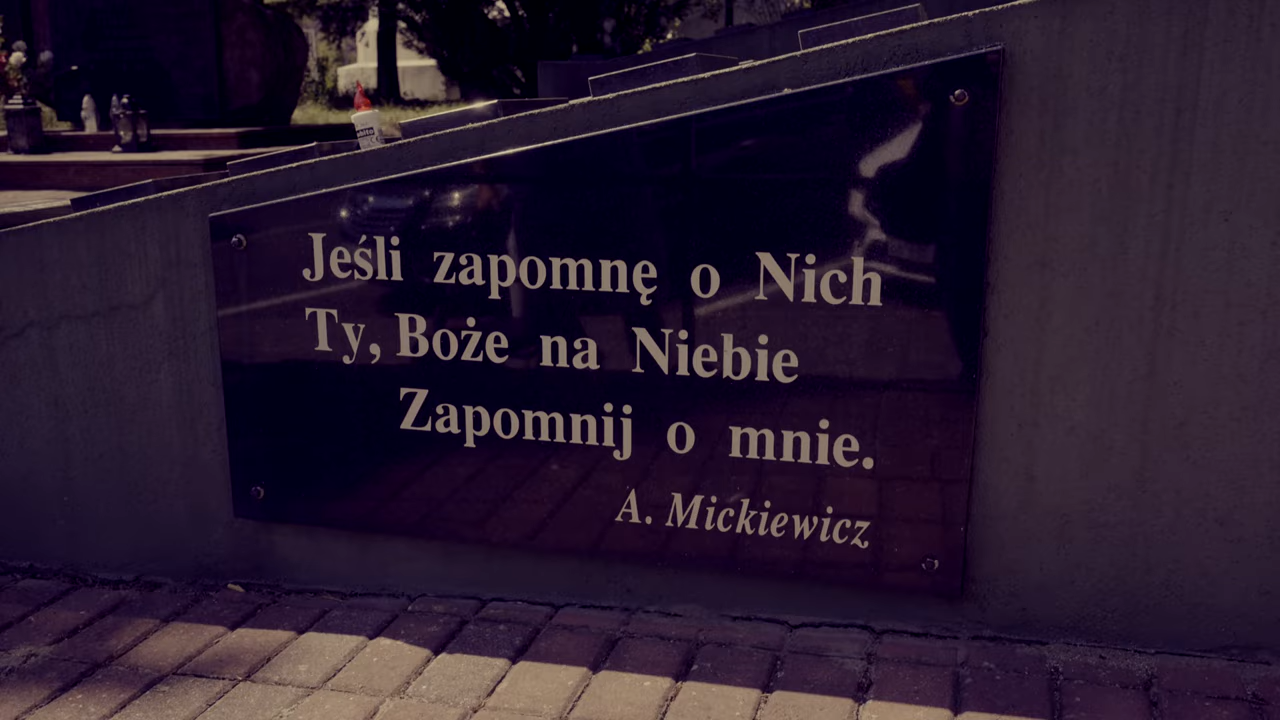 Jeśli zapomnę o Nich
Ty, Boże na Niebie
Zapomnij o mnie.
A. Mickiewicz